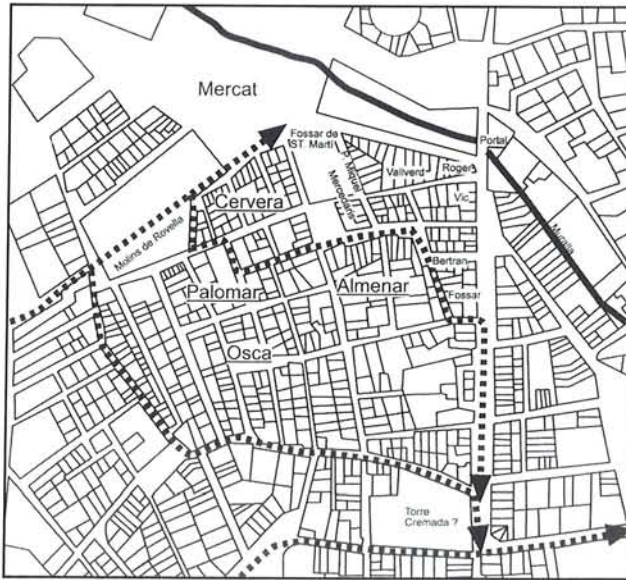 Mercat
Fossar de
ST. Martí
Portal
P. Miquel
Mercedaris
Vallverd
Roger
Cervera
Vic
Molins de Rovella
Muralla
Bertran
Palomar
Almenar
Fossar
Osca
Torre
Cremada ?